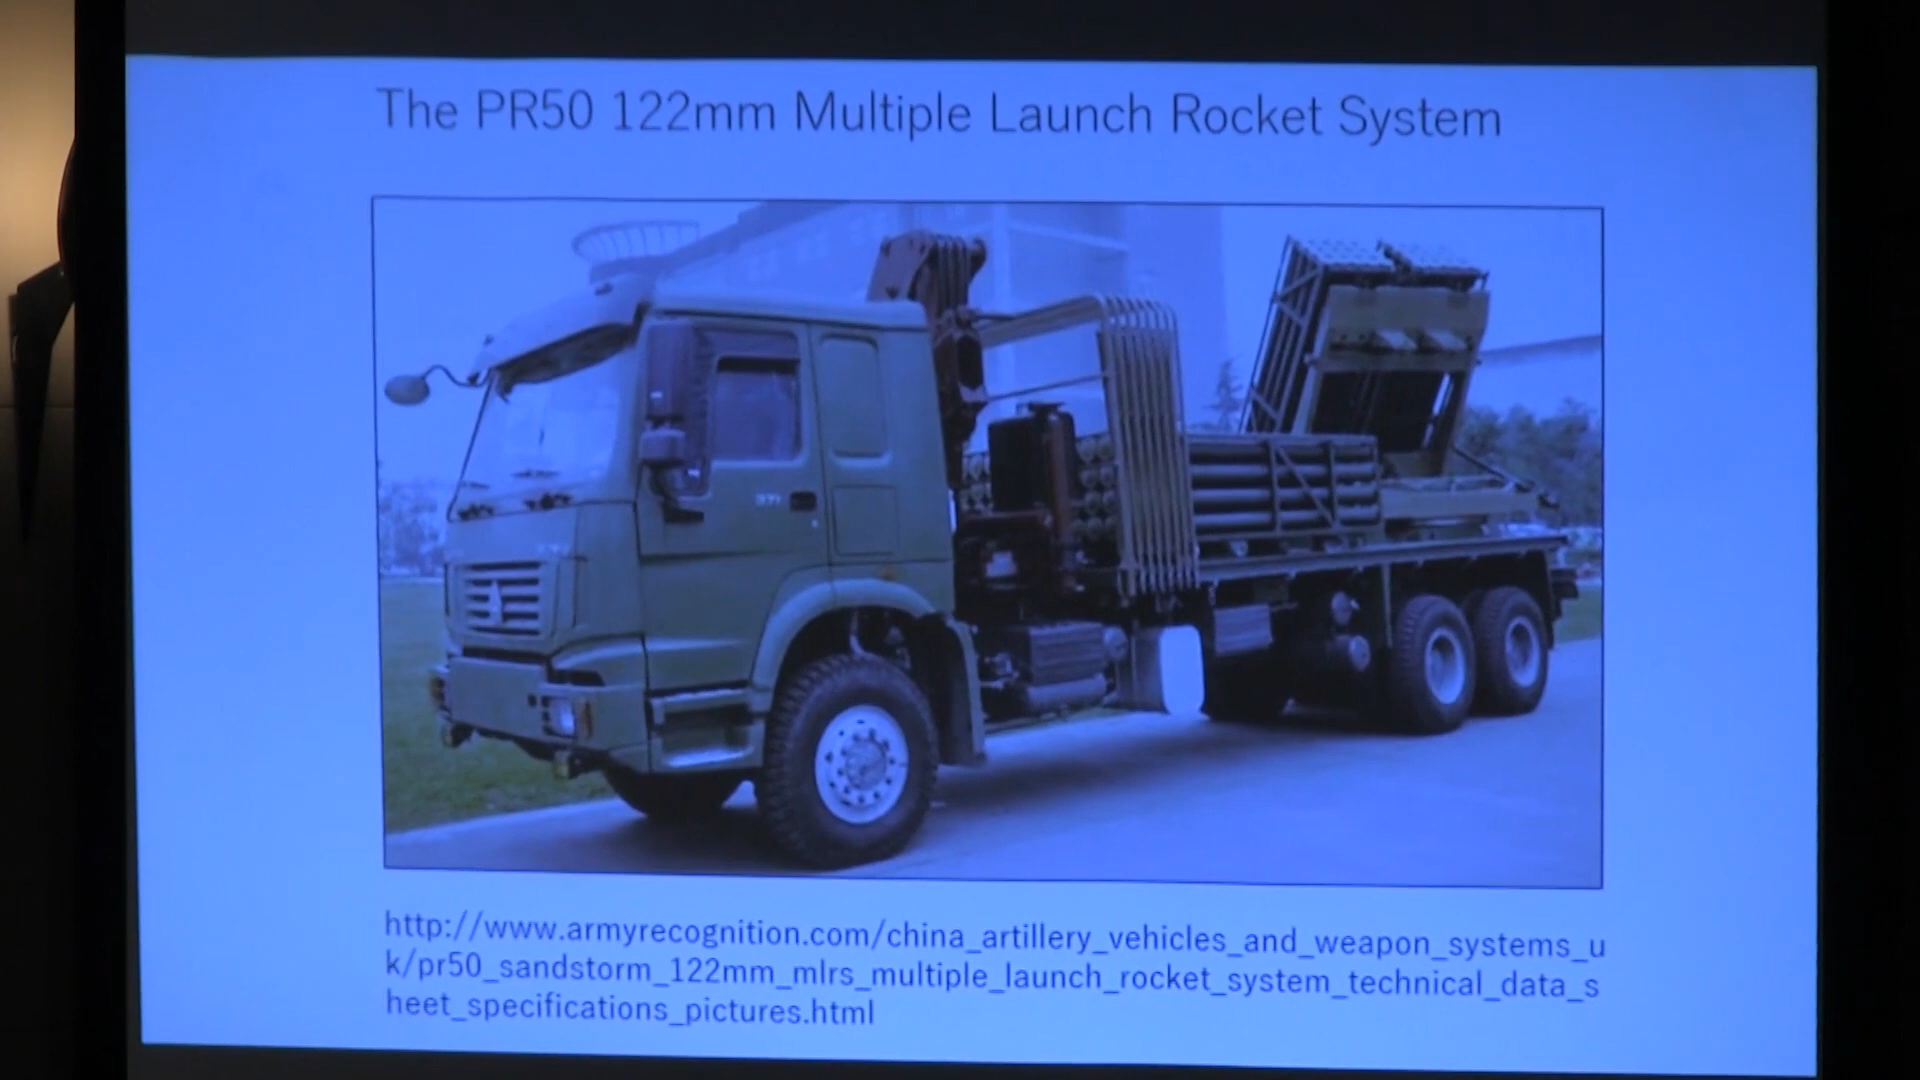 The PR50 122mm Multiple Launch Rocket System
http://www.armyrecognition.com/china_artillery_vehicles_and_weapon_systems_u
k/pr50_sandstorm_122mm_mlrs_multiple_launch_rocket_system_technical_data_s
heet_specifications_pictures.html